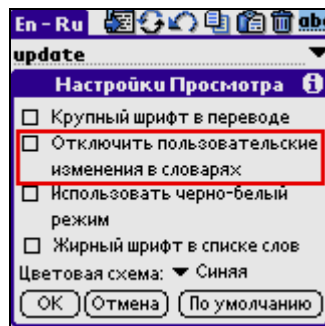 En - Ru
update
Настройки Просмотра
Крупный шрифт в переводе
Отключить пользовательские
изменения в словарях
Использовать черно-белый
режим
Жирный шрифт в списке слов
Цветовая схема: Синяя
ОК Отмена По умолчанию